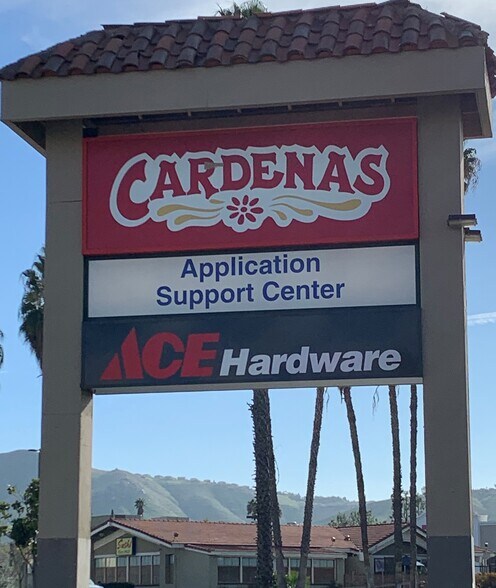 CARDENAS
Application
Support Center
ACE Hardware